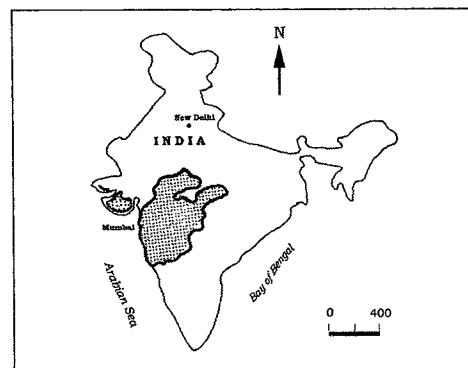 N
New Delhi
INDIA
Mumbai
Arabian Sea
Bay of Bengal
0 400